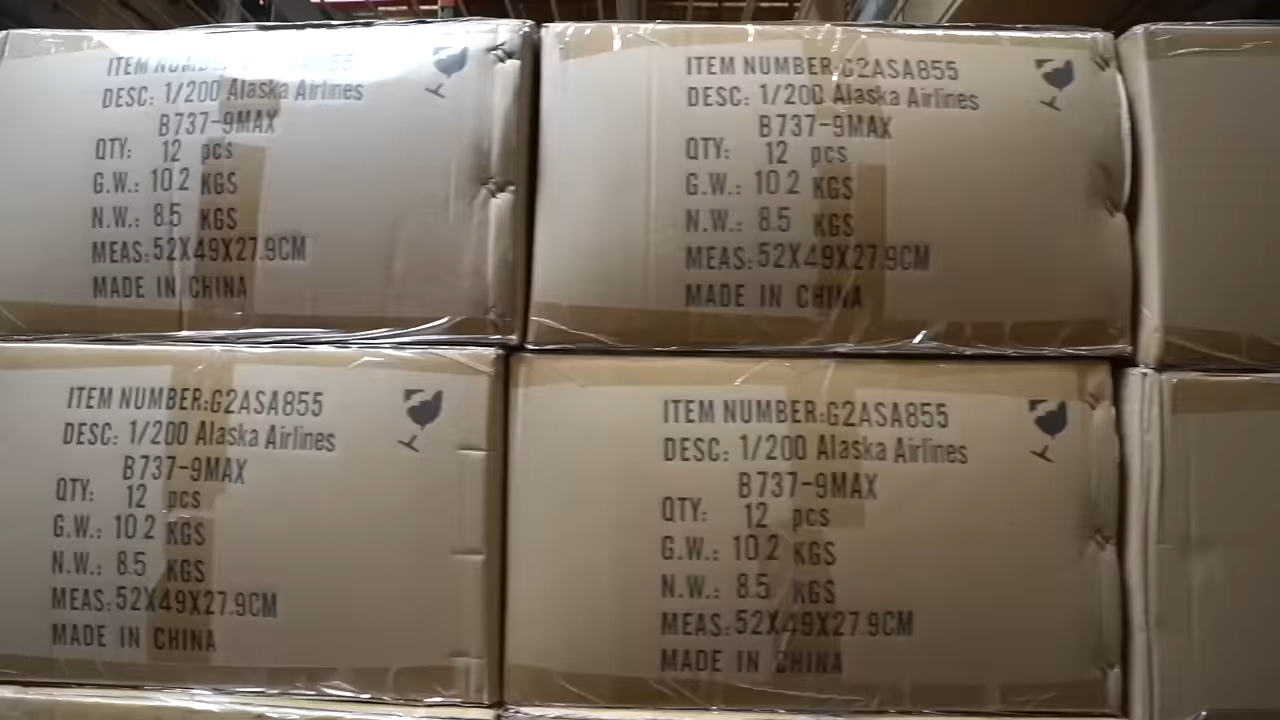 ITEM
DESC: 1/200 Alaska Airlines
B737-9MAX
QTY: 12 pcs
G.W.: 10.2 KGS
N.W.: 8.5 KGS
MEAS:52X49X27.9CM
MADE IN CHINA
ITEM NUMBER:G2ASA855
DESC: 1/200 Alaska Airlines
B737-9MAX
QTY: 12 pcs
G.W.: 10.2 KGS
N.W.: 8.5 KGS
MEAS:52X49X27.9CM
MADE IN CHINA
ITEM NUMBER:G2ASA855
DESC: 1/200 Alaska Airlines
B737-9MAX
QTY: 12 pcs
G.W.: 10.2 KGS
N.W.: 8.5 KGS
MEAS:52X49X27.9CM
MADE IN CHINA
ITEM NUMBER:G2ASA855
DESC: 1/200 Alaska Airlines
B737-9MAX
QTY: 12 pcs
G.W.: 10.2 KGS
N.W.: 8.5 KGS
MEAS:52X49X27.9CM
MADE IN CHINA